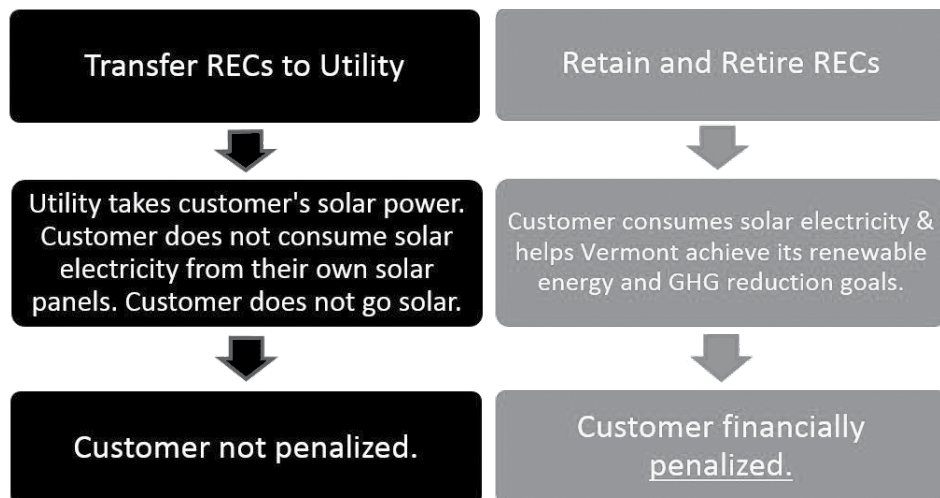 Transfer RECs to Utility
Utility takes customer's solar power.
Customer does not consume solar
electricity from their own solar
panels. Customer does not go solar.
Customer not penalized.
Retain and Retire RECs
Customer consumes solar electricity &
helps Vermont achieve its renewable
energy and GHG reduction goals.
Customer financially
penalized.